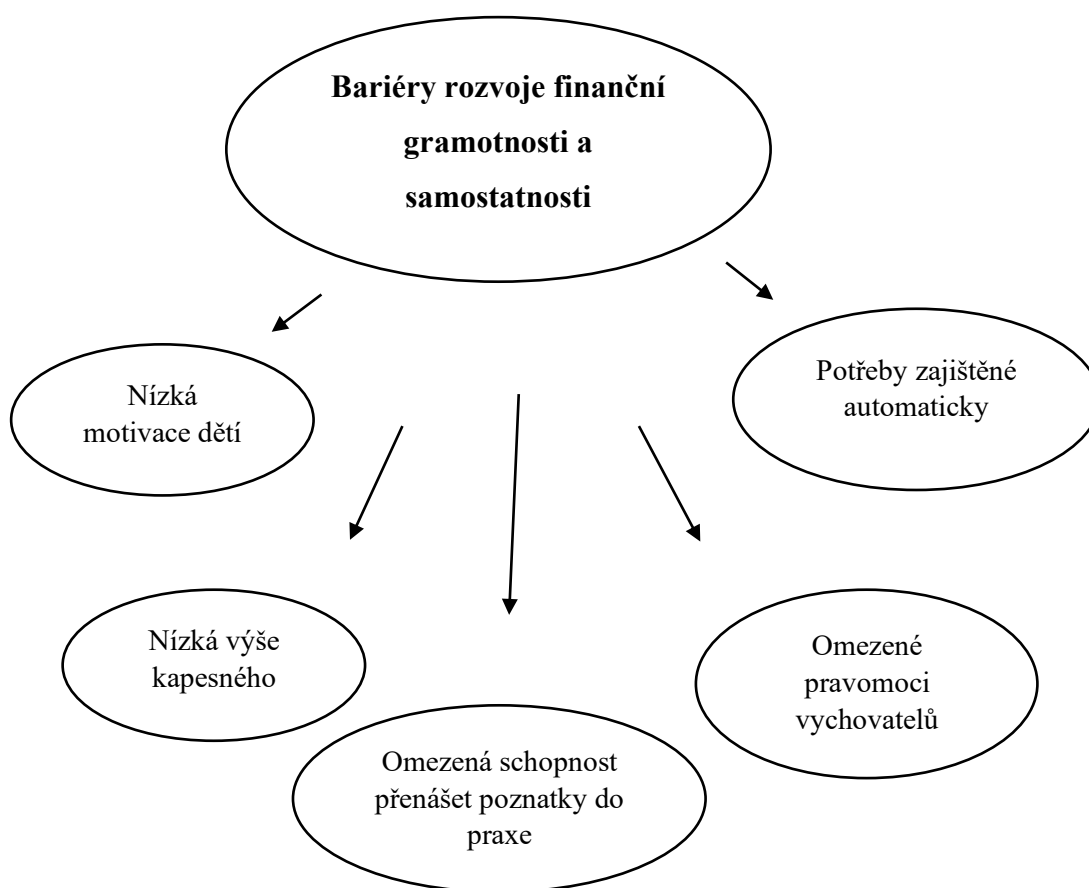 Bariéry rozvoje finanční
gramotnosti a
samostatnosti
Nízká
motivace dětí
Potřeby zajištěné
automaticky
Nízká výše
kapesného
Omezená schopnost
přenášet poznatky do
praxe
Omezené
pravomoci
vychovatelů